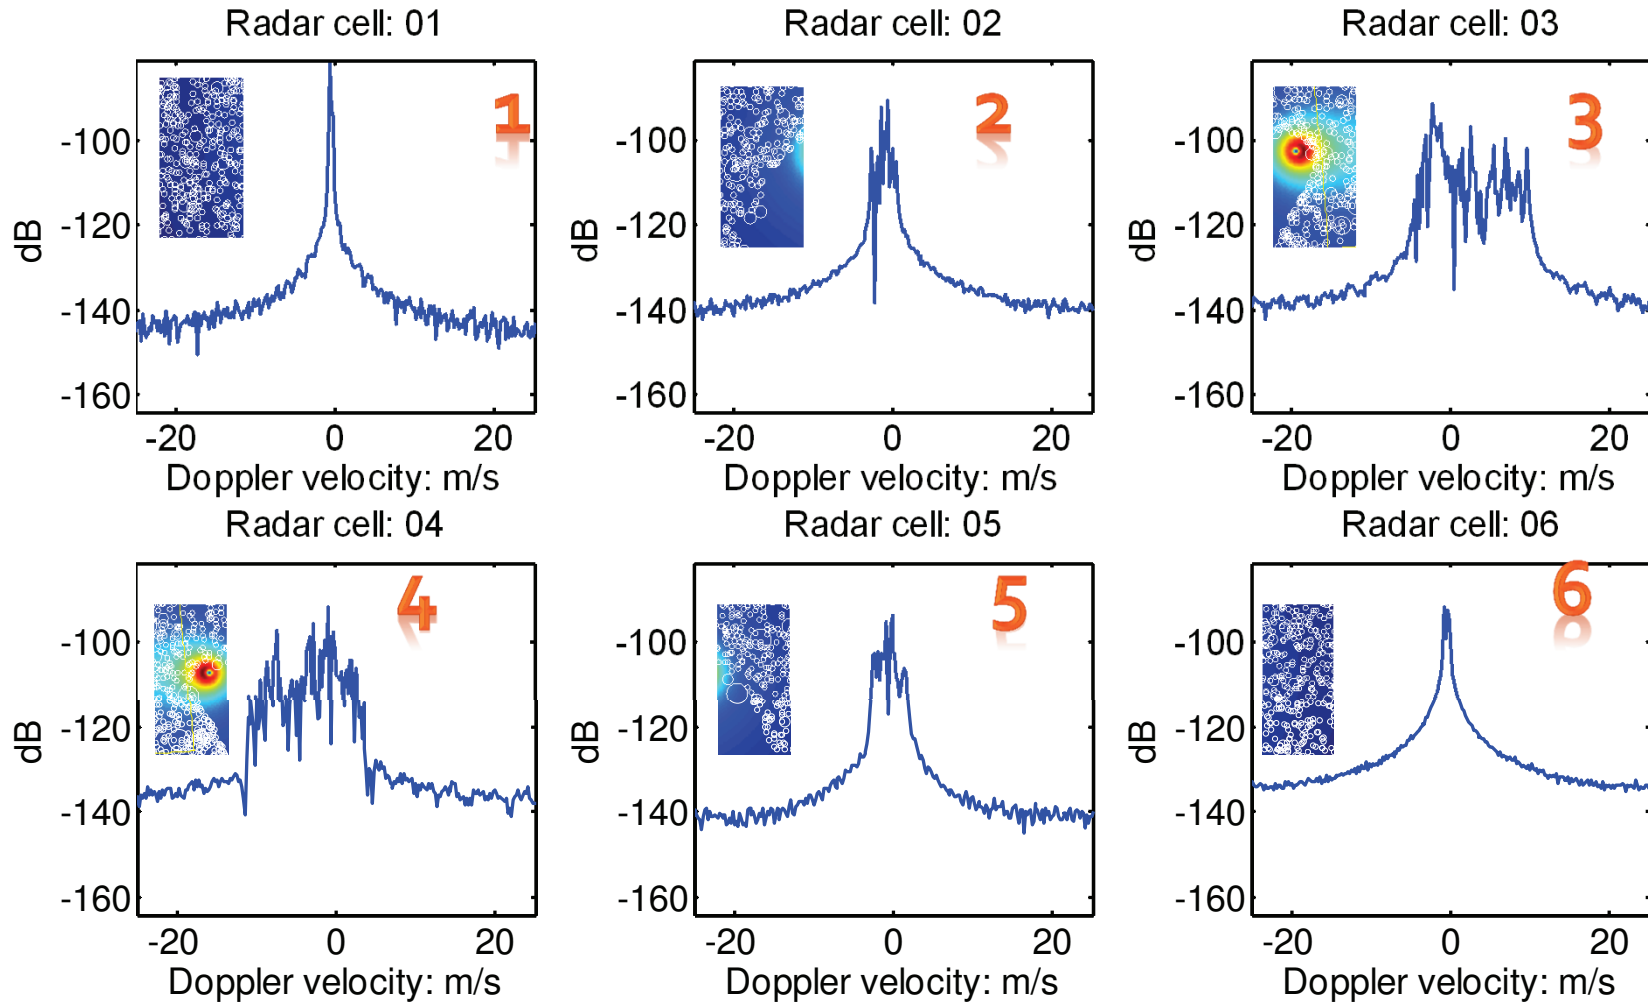 Radar cell: 01
1
dB
-100
-120
-140
-160
-20 0 20
Doppler velocity: m/s
Radar cell: 02
2
dB
-100
-120
-140
-160
-20 0 20
Doppler velocity: m/s
Radar cell: 03
3
dB
-100
-120
-140
-160
-20 0 20
Doppler velocity: m/s
Radar cell: 04
4
dB
-100
-120
-140
-160
-20 0 20
Doppler velocity: m/s
Radar cell: 05
5
dB
-100
-120
-140
-160
-20 0 20
Doppler velocity: m/s
Radar cell: 06
6
dB
-100
-120
-140
-160
-20 0 20
Doppler velocity: m/s